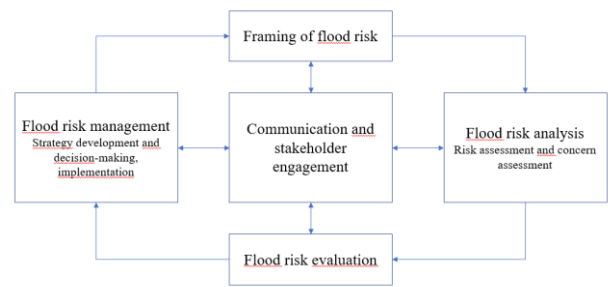 Framing of flood risk
Flood risk management
Strategy development and
decision-making,
implementation
Communication and
stakeholder
engagement
Flood risk analysis
Risk assessment and concern
assessment
Flood risk evaluation